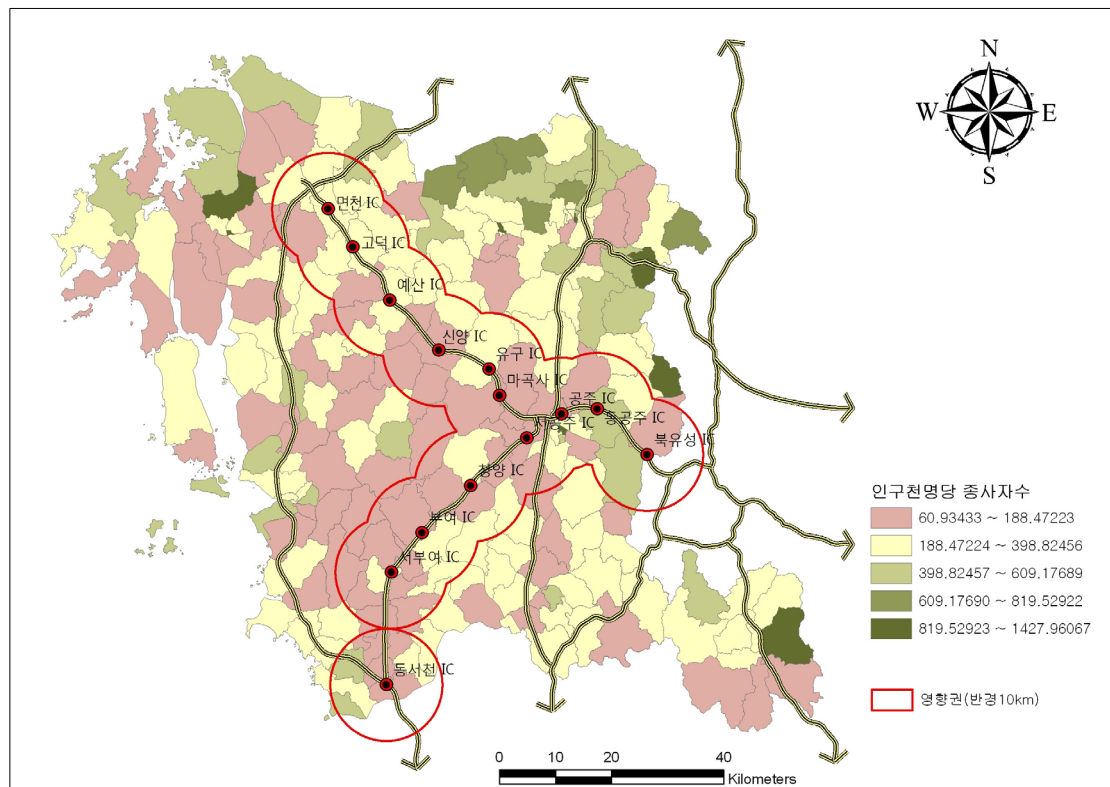 N
W
E
S
면천 IC
고덕 IC
예산 IC
신양 IC
유구 IC
마곡사 IC
공주 IC
동공주 IC
서공주 IC
북유성 IC
청양 IC
부여 IC
서부여 IC
동서천 IC
인구천명당 종사자수
60.93433 ~ 188.47223
188.47224 ~ 398.82456
398.82457 ~ 609.17689
609.17690 ~ 819.52922
819.52923 ~ 1427.96067
영향권(반경10km)
0 10 20 40
Kilometers